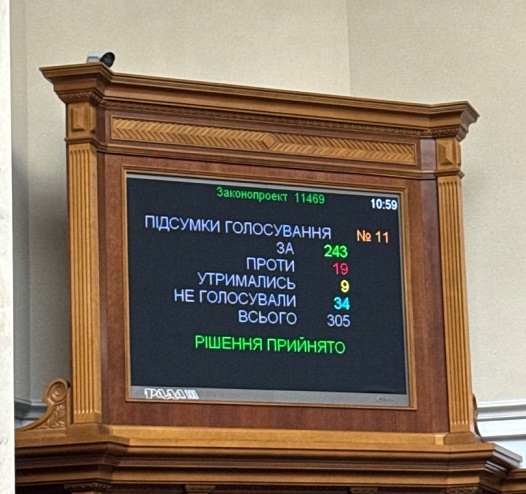 Законопроект 11469
10:59
ПІДСУМКИ ГОЛОСУВАННЯ № 11
ЗА 243
ПРОТИ 19
УТРИМАЛИСЬ 9
НЕ ГОЛОСУВАЛИ 34
ВСЬОГО 305
РІШЕННЯ ПРИЙНЯТО
РАДА